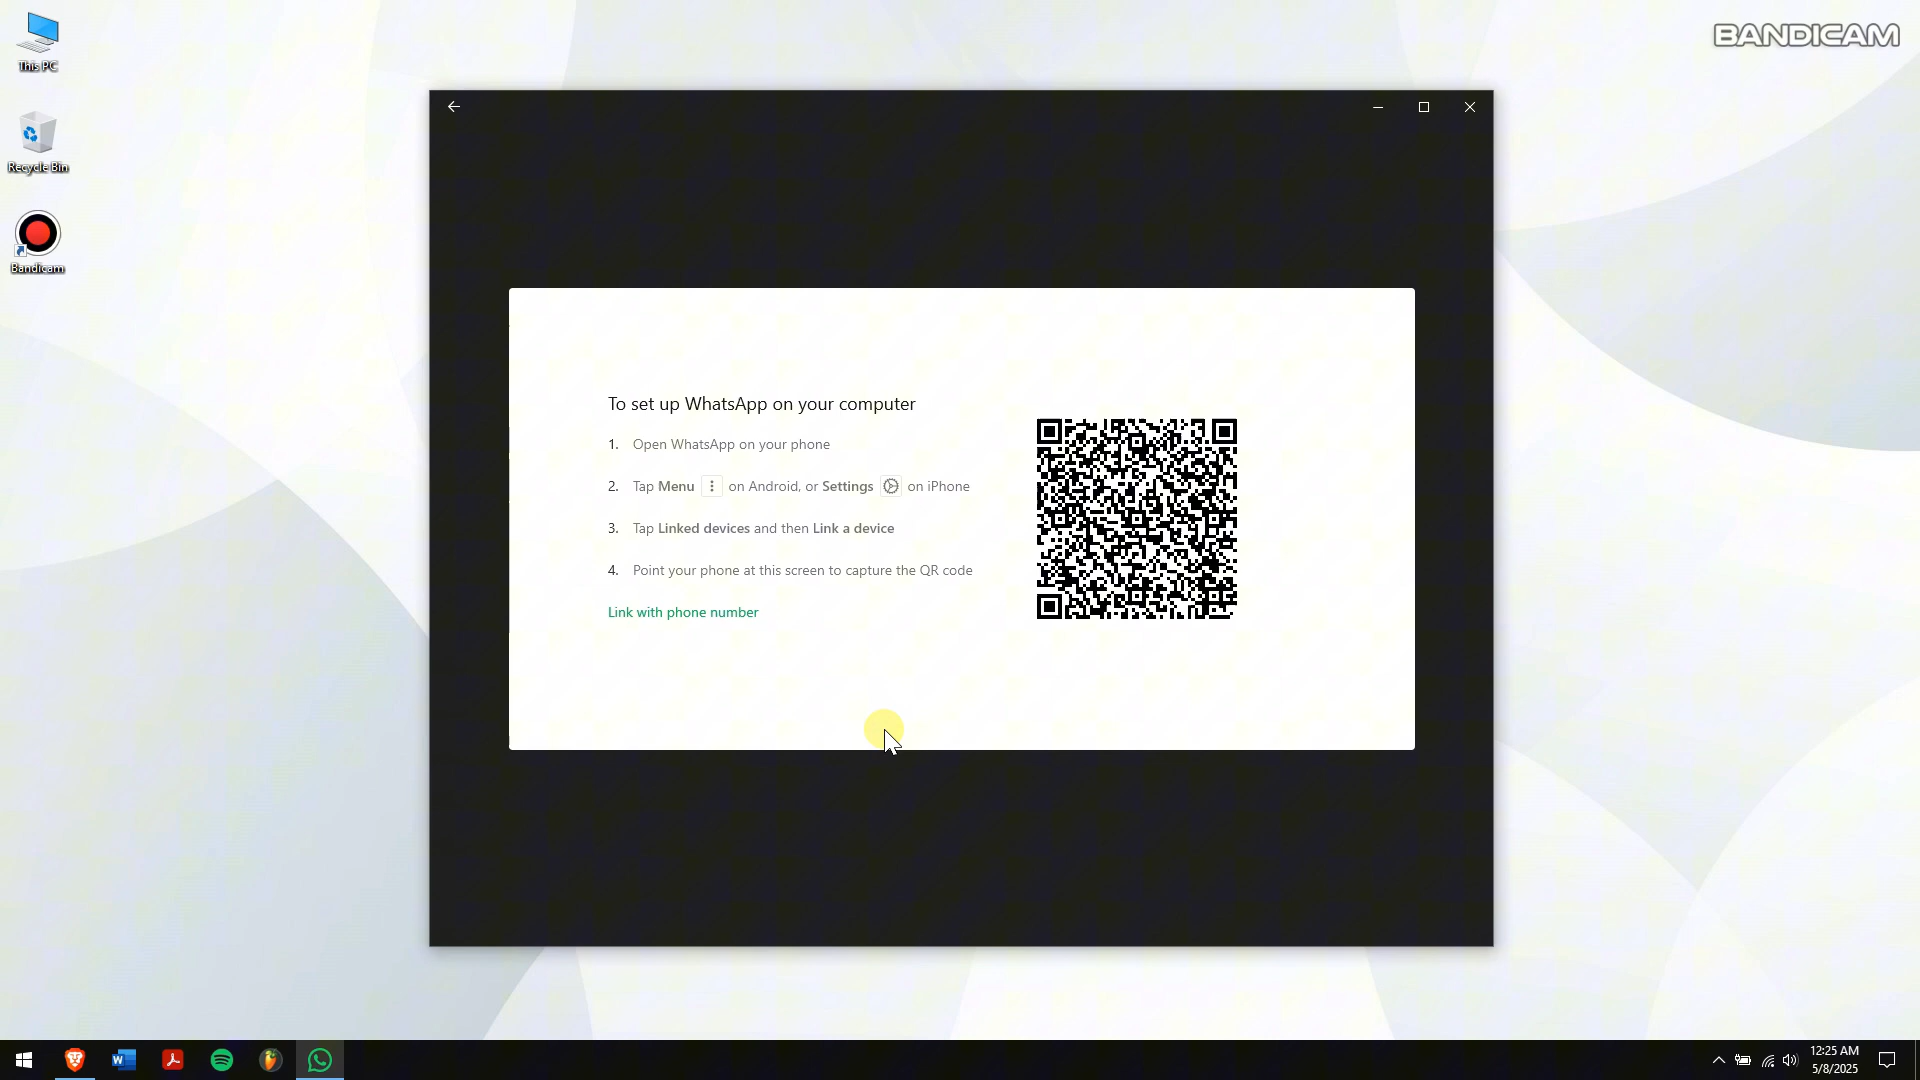 This PC
Recycle Bin
Bandicam
BANDICAM
To set up WhatsApp on your computer
1. Open WhatsApp on your phone
2. Tap Menu on Android, or Settings on iPhone
3. Tap Linked devices and then Link a device
4. Point your phone at this screen to capture the QR code
Link with phone number
12:25 AM
5/8/2025